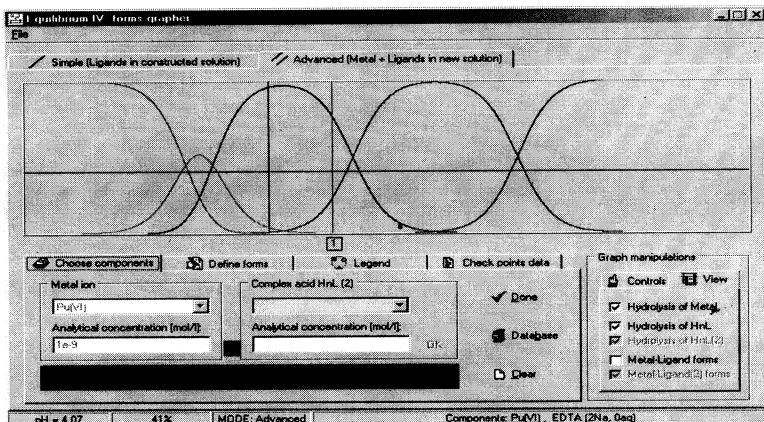 Equilibrium IV - forms grapher
File
Simple (Ligands in constructed solution)
Advanced (Metal + Ligands in new solution)
1
Choose components
Define forms
Legend
Check points data
Metal ion
Pu(VI)
Analytical concentration [mol/l]:
1e-9
Complex acid HnL (2)
Analytical concentration [mol/l]:
OK
Done
Database
Clear
Graph manipulations
Controls
View
Hydrolysis of Metal
Hydrolysis of HnL
Hydrolysis of HnL(2)
Metal-Ligand forms
Metal-Ligand(2) forms
pH = 4.07
41%
MODE: Advanced
Components: Pu(VI) , EDTA (2Na, 0aq)